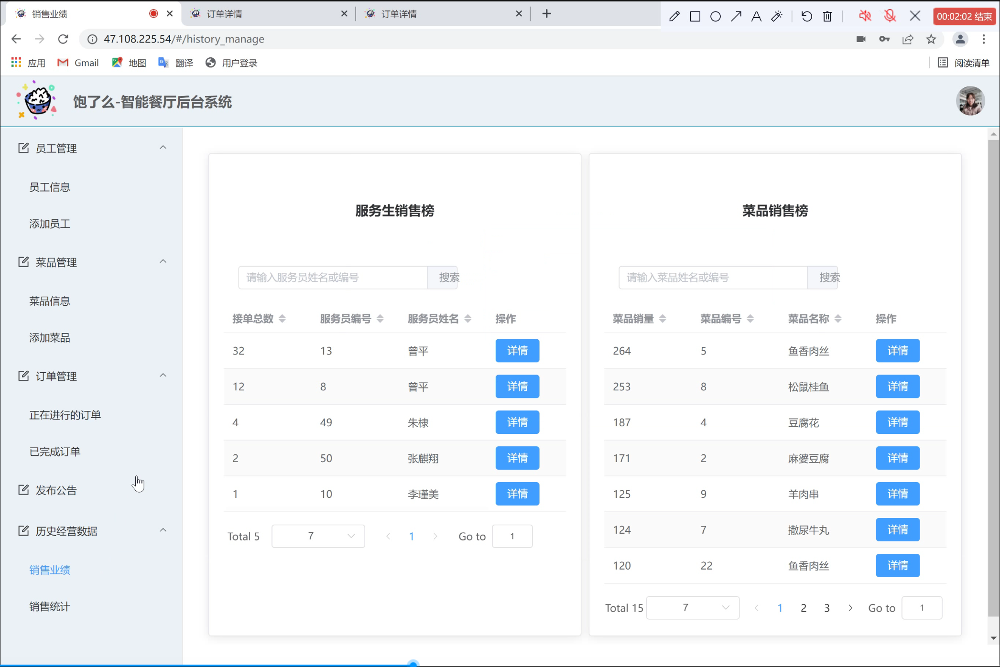 销售业绩
订单详情
订单详情
00:02:02 结束
47.108.225.54/#/history_manage
应用
Gmail
地图
翻译
用户登录
阅读清单
饱了么-智能餐厅后台系统
员工管理
员工信息
添加员工
菜品管理
菜品信息
添加菜品
订单管理
正在进行的订单
已完成订单
发布公告
历史经营数据
销售业绩
销售统计
服务生销售榜
请输入服务员姓名或编号 搜索
接单总数 服务员编号 服务员姓名 操作
32 13 曾平 详情
12 8 曾平 详情
4 49 朱棣 详情
2 50 张麒翔 详情
1 10 李瑾美 详情
Total 5 7 1 Go to 1
菜品销售榜
请输入菜品姓名或编号 搜索
菜品销量 菜品编号 菜品名称 操作
264 5 鱼香肉丝 详情
253 8 松鼠桂鱼 详情
187 4 豆腐花 详情
171 2 麻婆豆腐 详情
125 9 羊肉串 详情
124 7 撒尿牛丸 详情
120 22 鱼香肉丝 详情
Total 15 7 1 2 3 Go to 1